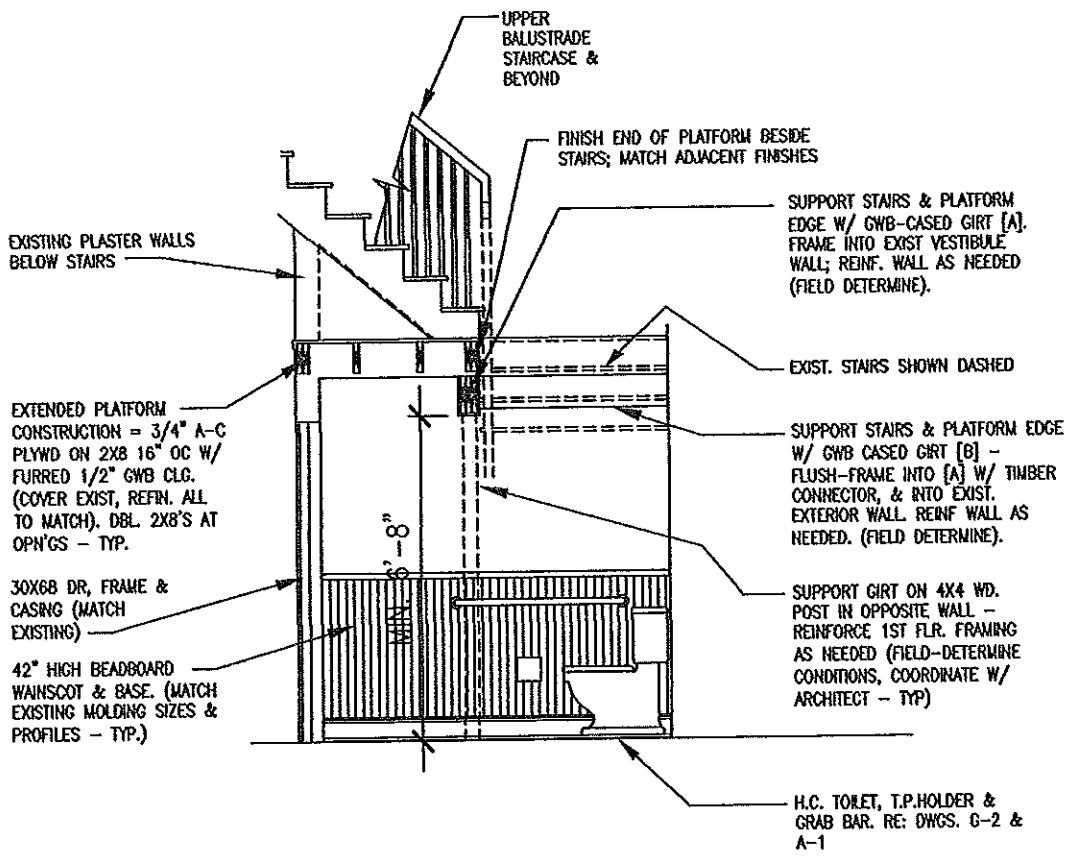 UPPER
BALUSTRADE
STAIRCASE &
BEYOND
FINISH END OF PLATFORM BESIDE
STAIRS; MATCH ADJACENT FINISHES
SUPPORT STAIRS & PLATFORM
EDGE W/ GWB-CASED GIRT [A].
FRAME INTO EXIST VESTIBULE
WALL; REINF. WALL AS NEEDED
(FIELD DETERMINE).
EXISTING PLASTER WALLS
BELOW STAIRS
EXIST. STAIRS SHOWN DASHED
EXTENDED PLATFORM
CONSTRUCTION = 3/4" A-C
PLYWD ON 2X8 16" OC W/
FURRED 1/2" GWB CLG.
(COVER EXIST, REFIN. ALL
TO MATCH). DBL. 2X8'S AT
OPN'GS - TYP.
SUPPORT STAIRS & PLATFORM EDGE
W/ GWB CASED GIRT [B] -
FLUSH-FRAME INTO [A] W/ TIMBER
CONNECTOR, & INTO EXIST.
EXTERIOR WALL. REINF WALL AS
NEEDED. (FIELD DETERMINE).
MIN. 6'-8"
30X68 DR, FRAME &
CASING (MATCH
EXISTING)
SUPPORT GIRT ON 4X4 WD.
POST IN OPPOSITE WALL -
REINFORCE 1ST FLR. FRAMING
AS NEEDED (FIELD-DETERMINE
CONDITIONS, COORDINATE W/
ARCHITECT - TYP)
42" HIGH BEADBOARD
WAINSCOT & BASE. (MATCH
EXISTING MOLDING SIZES &
PROFILES - TYP.)
H.C. TOILET, T.P.HOLDER &
GRAB BAR. RE: DWGS. G-2 &
A-1